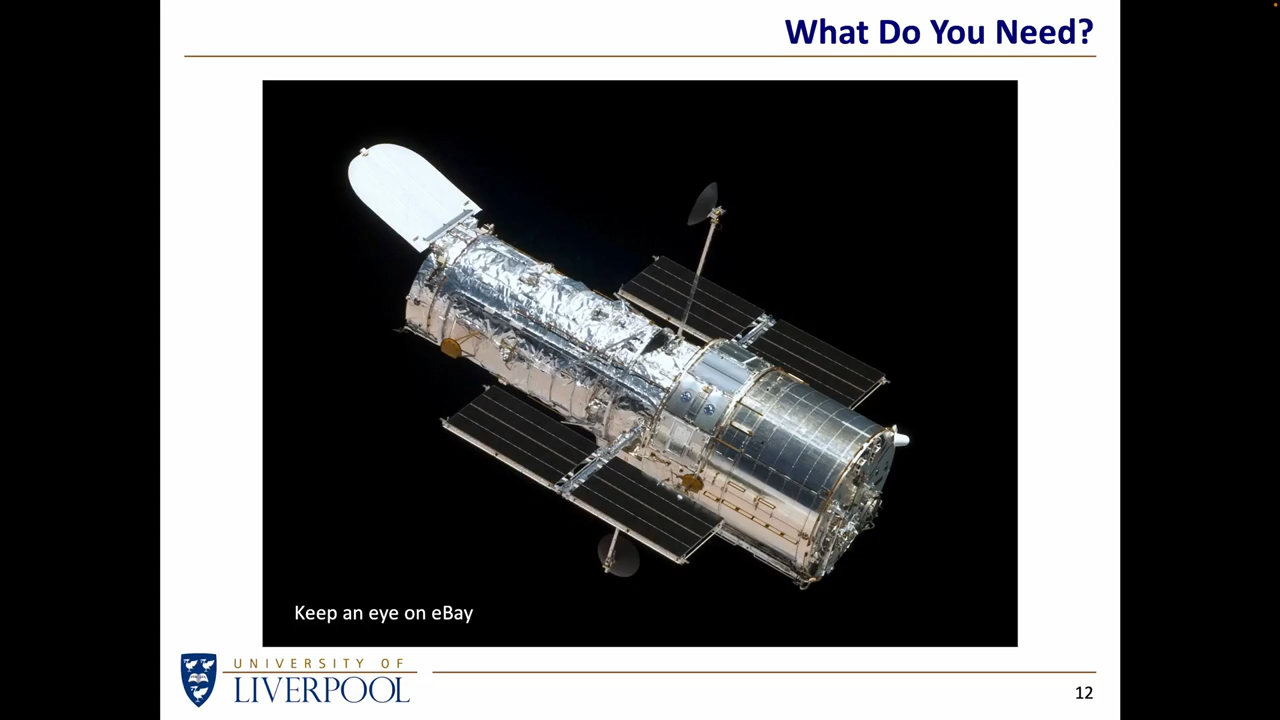 What Do You Need?
Keep an eye on eBay
UNIVERSITY OF
LIVERPOOL
12